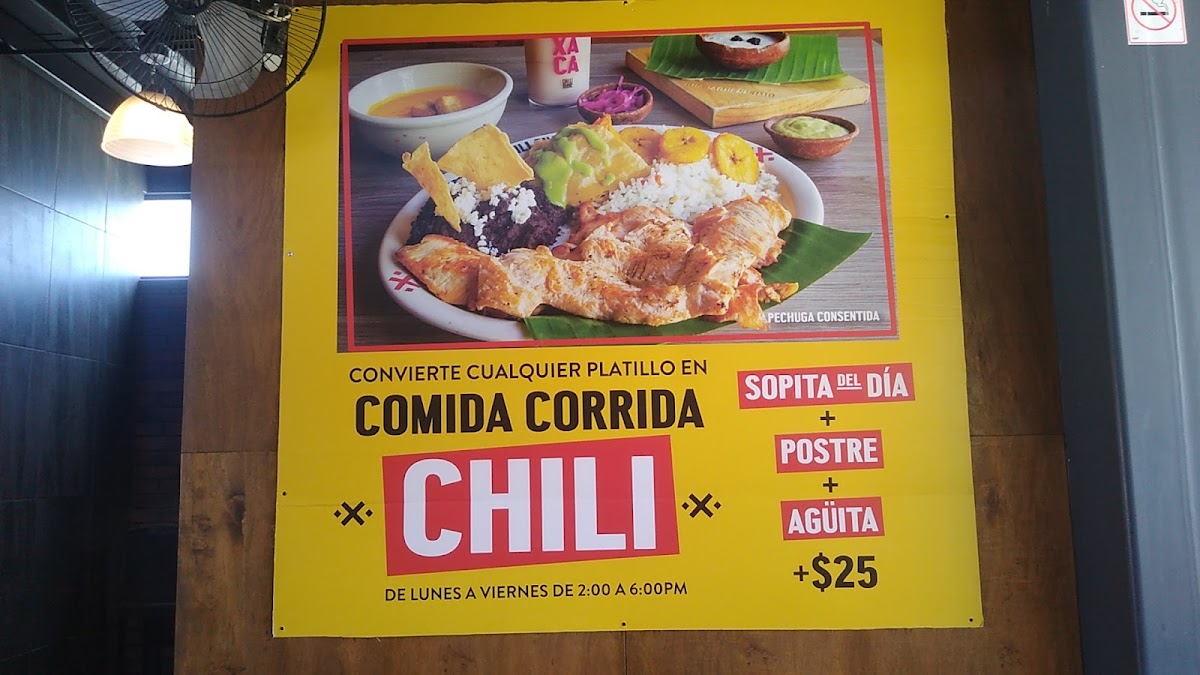 XA
CA
PECHUGA CONSENTIDA
CONVIERTE CUALQUIER PLATILLO EN
COMIDA CORRIDA
CHILI
DE LUNES A VIERNES DE 2:00 A 6:00PM
SOPITA DEL DÍA
+
POSTRE
+
AGÜITA
+$25